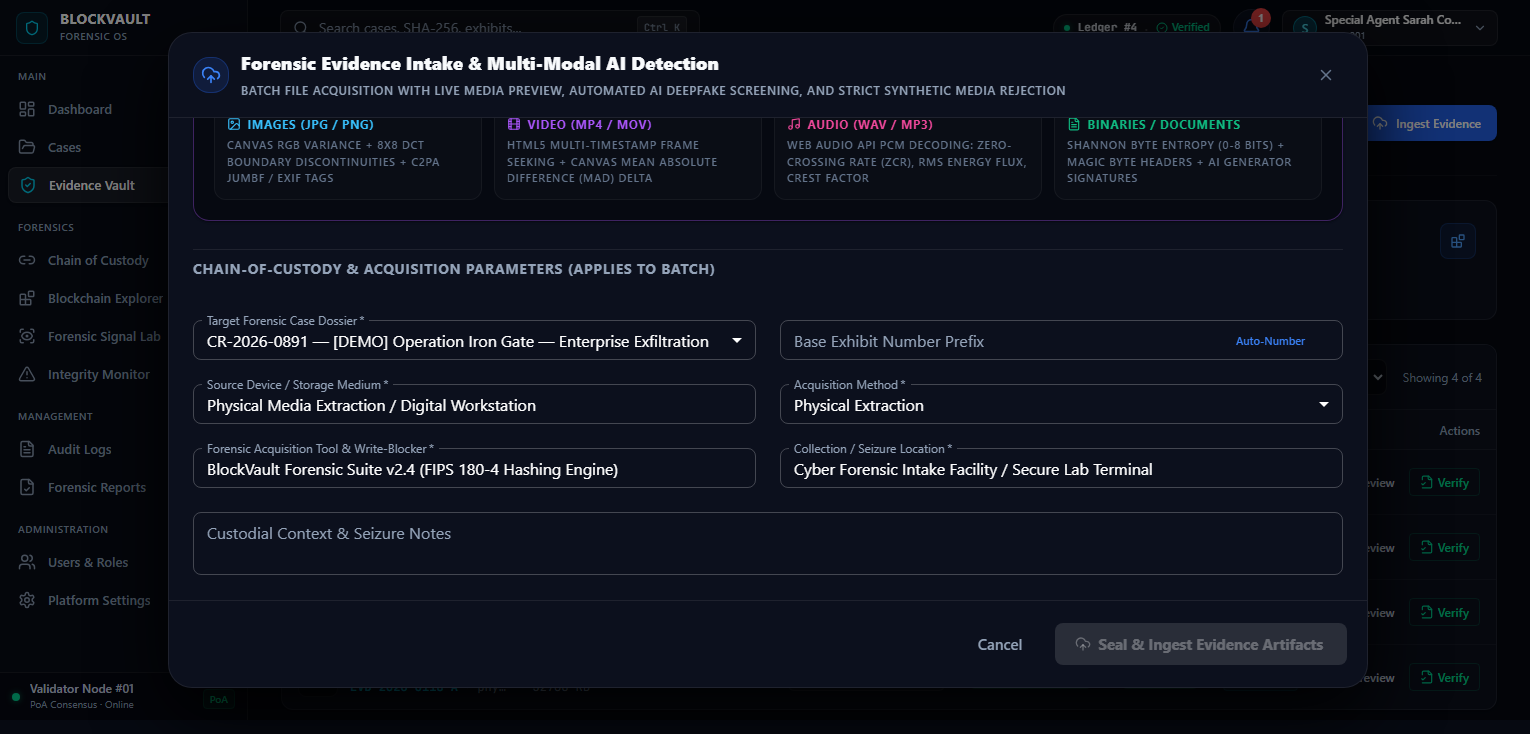 BLOCKVAULT
FORENSIC OS
Search cases, SHA-256, exhibits...
Ctrl K
Ledger #4
Verified
1
S
Special Agent Sarah Co...
MAIN
Dashboard
Cases
Evidence Vault
FORENSICS
Chain of Custody
Blockchain Explorer
Forensic Signal Lab
Integrity Monitor
MANAGEMENT
Audit Logs
Forensic Reports
ADMINISTRATION
Users & Roles
Platform Settings
Validator Node #01
PoA Consensus · Online
PoA
Forensic Evidence Intake & Multi-Modal AI Detection
BATCH FILE ACQUISITION WITH LIVE MEDIA PREVIEW, AUTOMATED AI DEEPFAKE SCREENING, AND STRICT SYNTHETIC MEDIA REJECTION
IMAGES (JPG / PNG)
CANVAS RGB VARIANCE + 8X8 DCT
BOUNDARY DISCONTINUITIES + C2PA
JUMBF / EXIF TAGS
VIDEO (MP4 / MOV)
HTML5 MULTI-TIMESTAMP FRAME
SEEKING + CANVAS MEAN ABSOLUTE
DIFFERENCE (MAD) DELTA
AUDIO (WAV / MP3)
WEB AUDIO API PCM DECODING: ZERO-
CROSSING RATE (ZCR), RMS ENERGY FLUX,
CREST FACTOR
BINARIES / DOCUMENTS
SHANNON BYTE ENTROPY (0-8 BITS) +
MAGIC BYTE HEADERS + AI GENERATOR
SIGNATURES
CHAIN-OF-CUSTODY & ACQUISITION PARAMETERS (APPLIES TO BATCH)
Target Forensic Case Dossier *
CR-2026-0891 — [DEMO] Operation Iron Gate — Enterprise Exfiltration
Base Exhibit Number Prefix
Auto-Number
Source Device / Storage Medium *
Physical Media Extraction / Digital Workstation
Acquisition Method *
Physical Extraction
Forensic Acquisition Tool & Write-Blocker *
BlockVault Forensic Suite v2.4 (FIPS 180-4 Hashing Engine)
Collection / Seizure Location *
Cyber Forensic Intake Facility / Secure Lab Terminal
Custodial Context & Seizure Notes
Cancel
Seal & Ingest Evidence Artifacts
Ingest Evidence
Showing 4 of 4
Actions
Verify
Verify
Verify
Verify